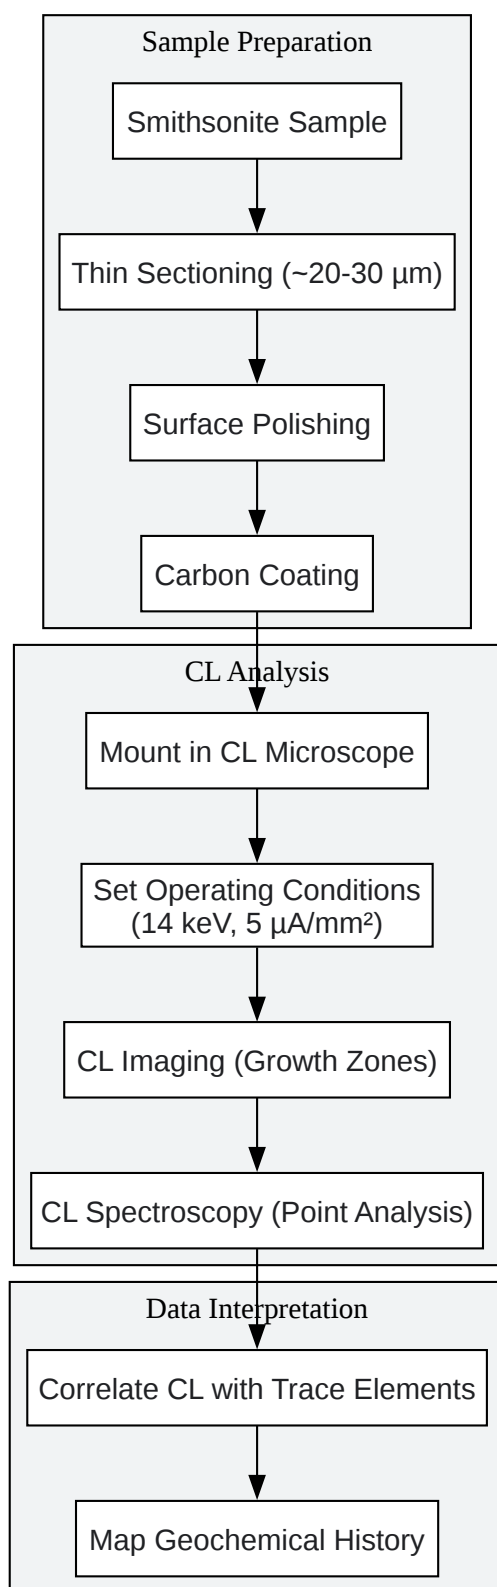 Sample Preparation
Smithsonite Sample
Thin Sectioning (~20-30 µm)
Surface Polishing
Carbon Coating
CL Analysis
Mount in CL Microscope
Set Operating Conditions
(14 keV, 5 µA/mm²)
CL Imaging (Growth Zones)
CL Spectroscopy (Point Analysis)
Data Interpretation
Correlate CL with Trace Elements
Map Geochemical History